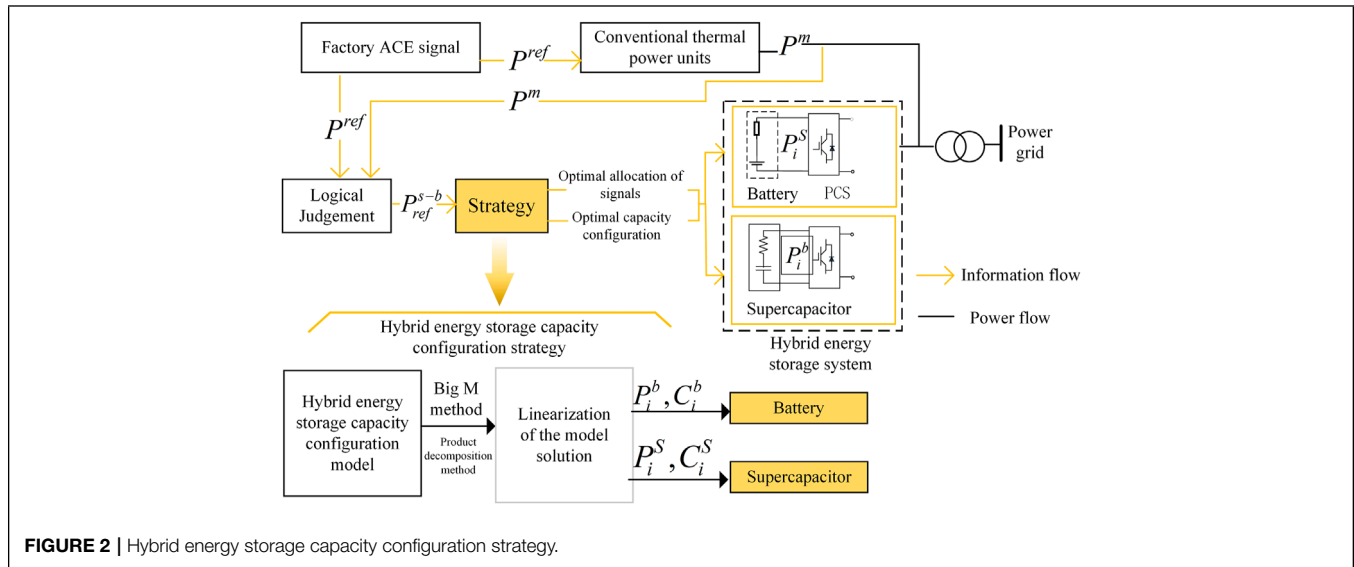 Factory ACE signal
P^{ref}
Conventional thermal
power units
P^m
P^m
P^{ref}
P_i^S
Battery
PCS
Power
grid
Logical
Judgement
P_{ref}^{s-b}
Strategy
Optimal allocation of
signals
Optimal capacity
configuration
P_i^b
Supercapacitor
Information flow
Power flow
Hybrid energy
storage system
Hybrid energy storage capacity
configuration strategy
Hybrid energy
storage capacity
configuration
model
Big M
method
Product
decomposition
method
Linearization
of the model
solution
P_i^b, C_i^b
Battery
P_i^S, C_i^S
Supercapacitor
FIGURE 2 | Hybrid energy storage capacity configuration strategy.